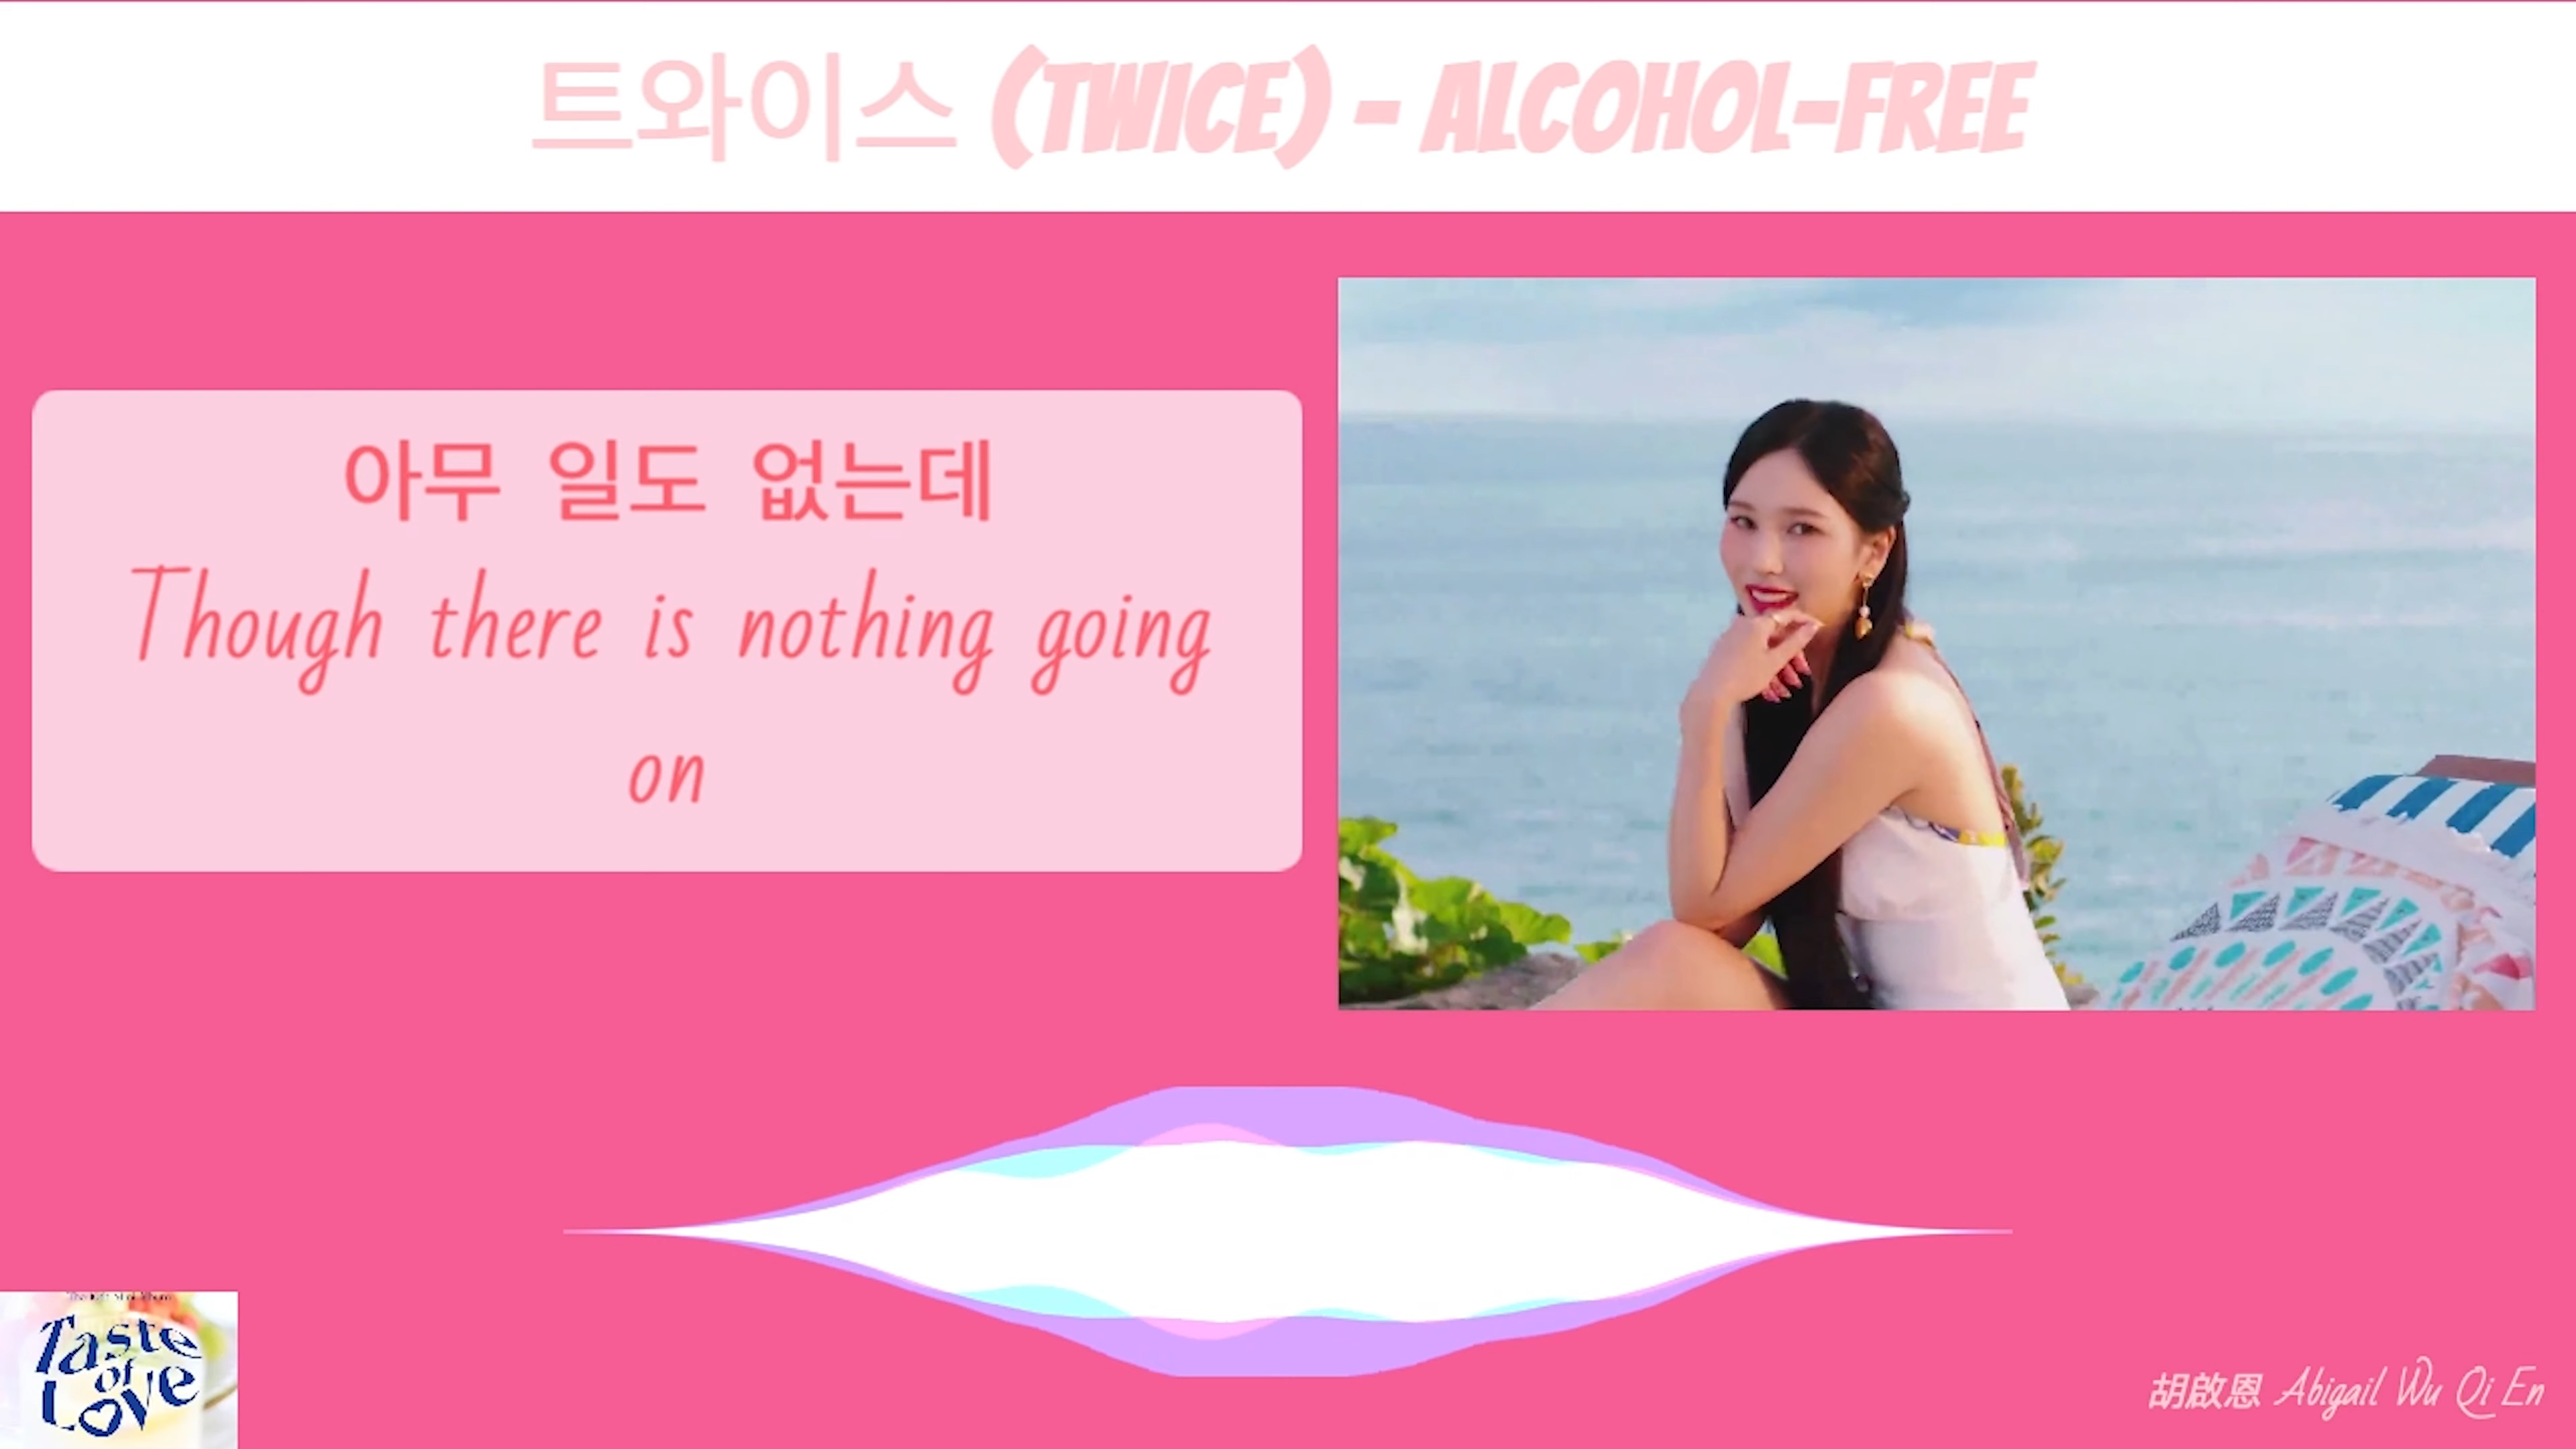 트와이스 (TWICE) - ALCOHOL-FREE
아무 일도 없는데
Though there is nothing going
on
Taste
of
Love
胡啟恩 Abigail Wu Qi En